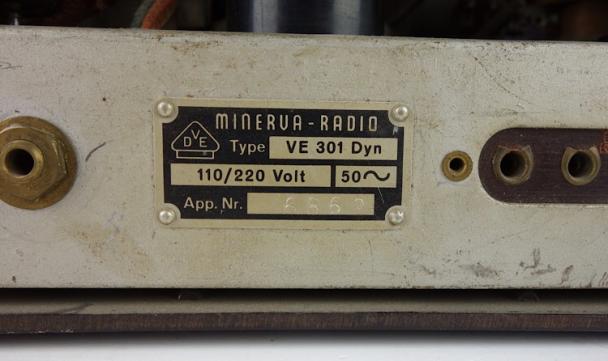 MINERVA-RADIO
VDE Type VE 301 Dyn
110/220 Volt 50~
App. Nr.